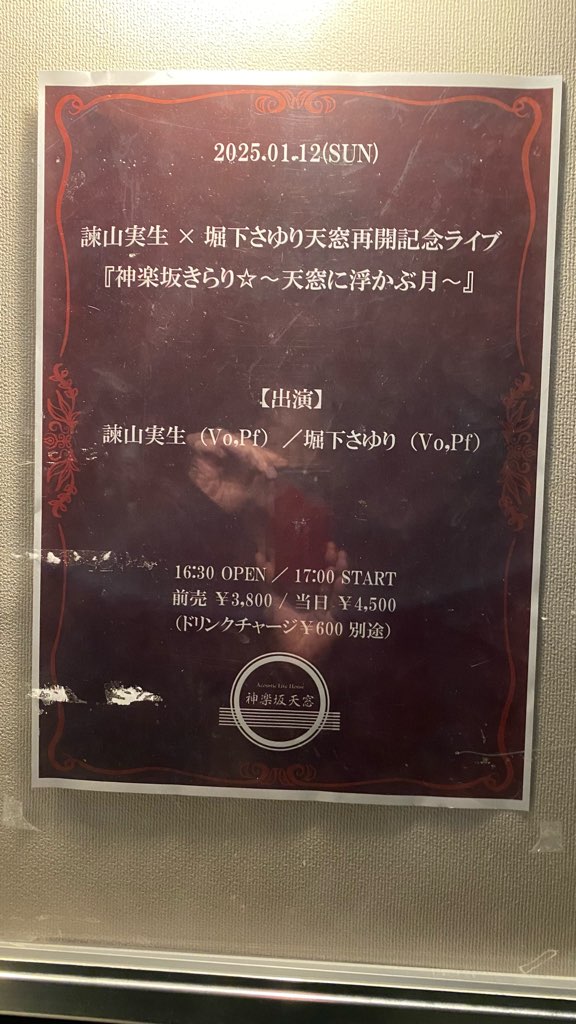 2025.01.12(SUN)
諫山実生 × 堀下さゆり天窓再開記念ライブ
『神楽坂きらり☆～天窓に浮かぶ月～』
【出演】
諫山実生（Vo,Pf）／堀下さゆり（Vo,Pf）
16:30 OPEN ／ 17:00 START
前売 ￥3,800 / 当日 ￥4,500
(ドリンクチャージ￥600 別途)
Acoustic Live House
神楽坂天窓